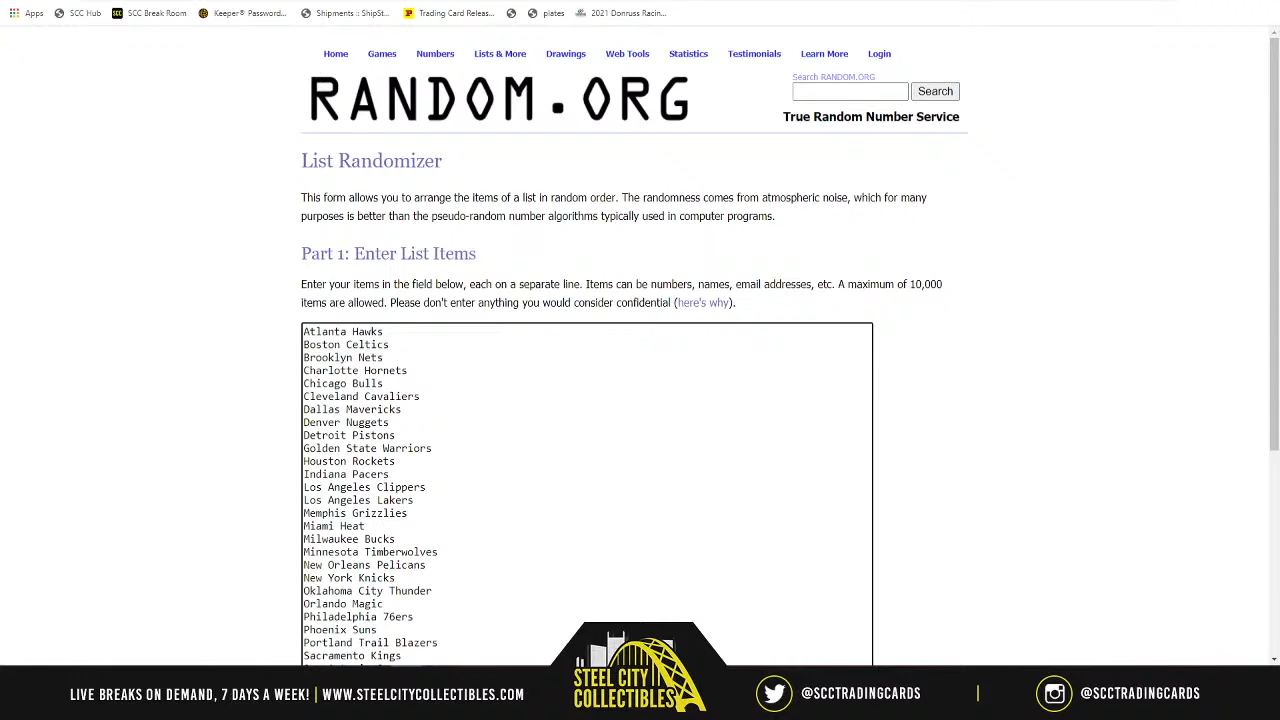 Apps SCC Hub SCC Break Room Keeper® Password... Shipments :: ShipSt... Trading Card Releas... plates 2021 Donruss Racin...
Home Games Numbers Lists & More Drawings Web Tools Statistics Testimonials Learn More Login
RANDOM.ORG
Search RANDOM.ORG
Search
True Random Number Service
List Randomizer
This form allows you to arrange the items of a list in random order. The randomness comes from atmospheric noise, which for many
purposes is better than the pseudo-random number algorithms typically used in computer programs.
Part 1: Enter List Items
Enter your items in the field below, each on a separate line. Items can be numbers, names, email addresses, etc. A maximum of 10,000
items are allowed. Please don't enter anything you would consider confidential (here's why).
Atlanta Hawks
Boston Celtics
Brooklyn Nets
Charlotte Hornets
Chicago Bulls
Cleveland Cavaliers
Dallas Mavericks
Denver Nuggets
Detroit Pistons
Golden State Warriors
Houston Rockets
Indiana Pacers
Los Angeles Clippers
Los Angeles Lakers
Memphis Grizzlies
Miami Heat
Milwaukee Bucks
Minnesota Timberwolves
New Orleans Pelicans
New York Knicks
Oklahoma City Thunder
Orlando Magic
Philadelphia 76ers
Phoenix Suns
Portland Trail Blazers
Sacramento Kings
LIVE BREAKS ON DEMAND, 7 DAYS A WEEK! | WWW.STEELCITYCOLLECTIBLES.COM
STEEL CITY
COLLECTIBLES
@SCCTRADINGCARDS | @SCCTRADINGCARDS